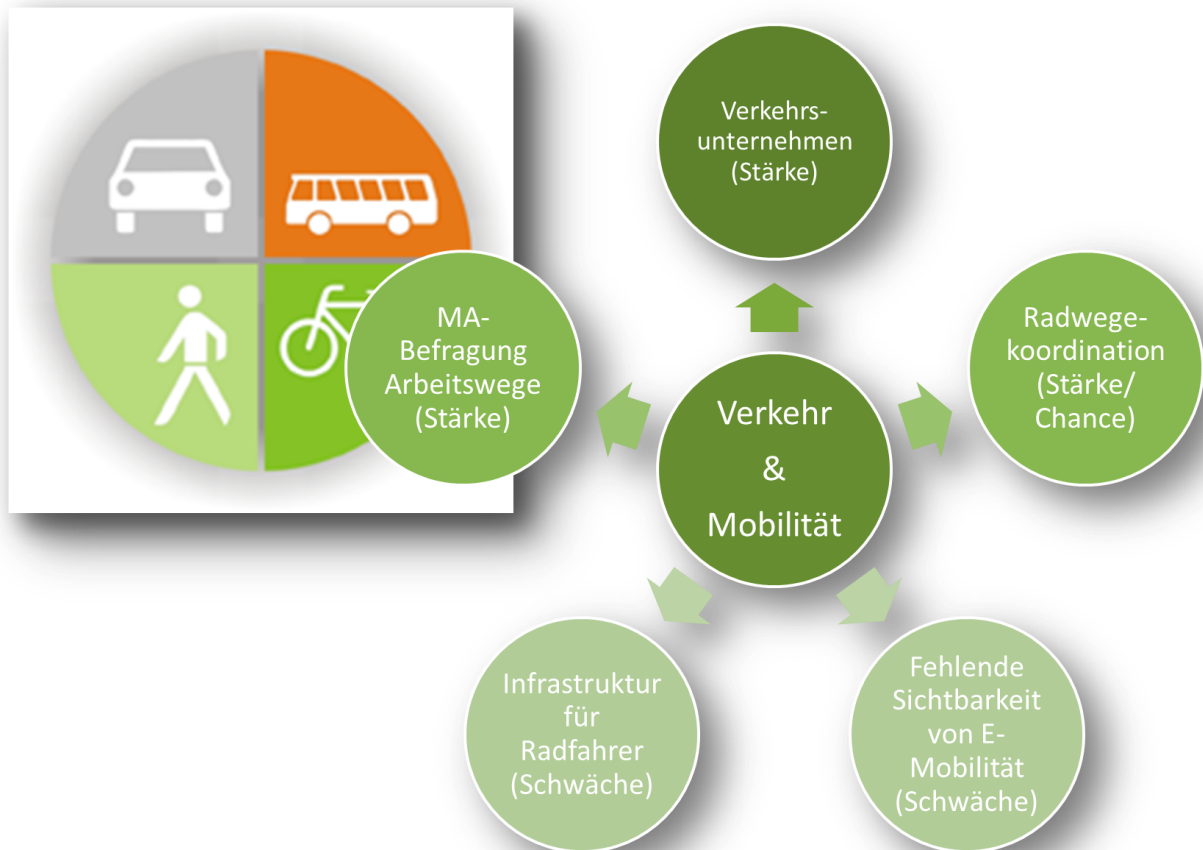 Verkehrs-
unternehmen
(Stärke)
MA-
Befragung
Arbeitswege
(Stärke)
Radwege-
koordination
(Stärke/
Chance)
Verkehr
&
Mobilität
Infrastruktur
für
Radfahrer
(Schwäche)
Fehlende
Sichtbarkeit
von E-
Mobilität
(Schwäche)